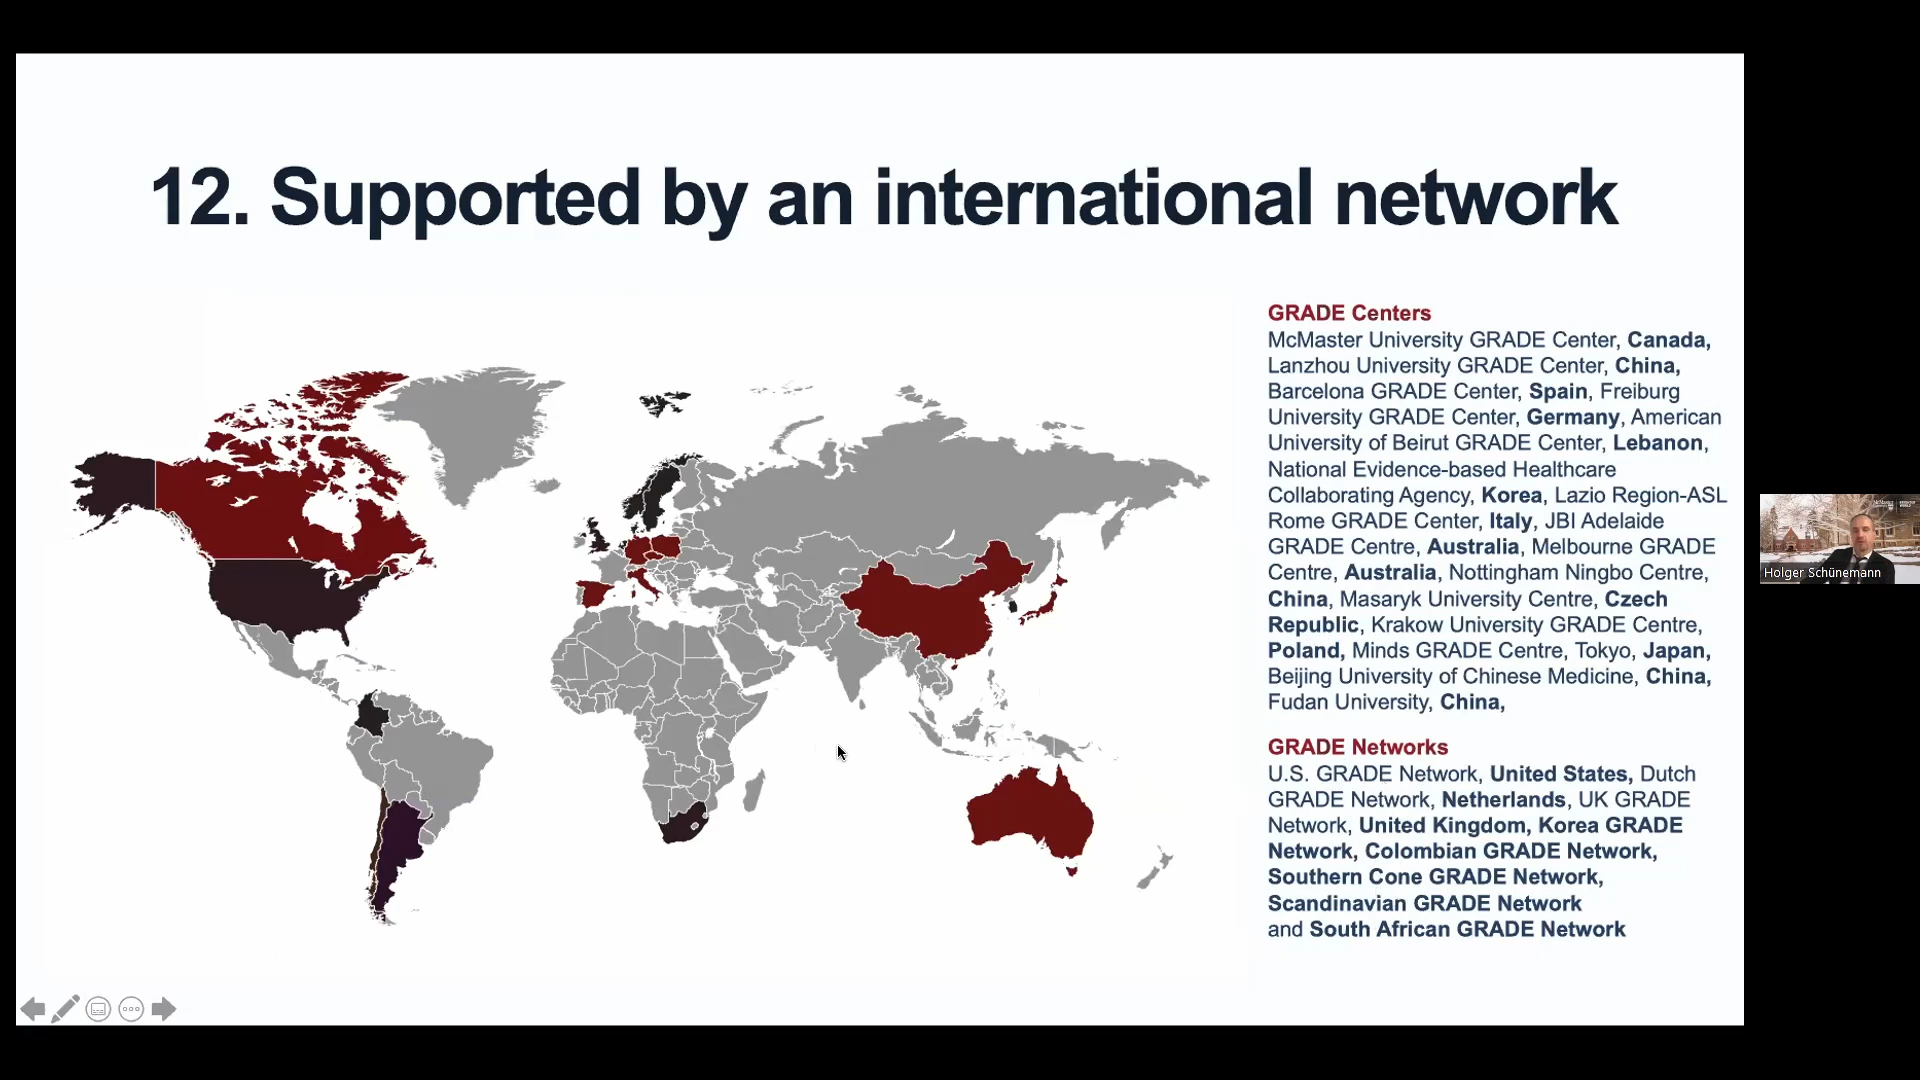 12. Supported by an international network
GRADE Centers
McMaster University GRADE Center, Canada,
Lanzhou University GRADE Center, China,
Barcelona GRADE Center, Spain, Freiburg
University GRADE Center, Germany, American
University of Beirut GRADE Center, Lebanon,
National Evidence-based Healthcare
Collaborating Agency, Korea, Lazio Region-ASL
Rome GRADE Center, Italy, JBI Adelaide
GRADE Centre, Australia, Melbourne GRADE
Centre, Australia, Nottingham Ningbo Centre,
China, Masaryk University Centre, Czech
Republic, Krakow University GRADE Centre,
Poland, Minds GRADE Centre, Tokyo, Japan,
Beijing University of Chinese Medicine, China,
Fudan University, China,
GRADE Networks
U.S. GRADE Network, United States, Dutch
GRADE Network, Netherlands, UK GRADE
Network, United Kingdom, Korea GRADE
Network, Colombian GRADE Network,
Southern Cone GRADE Network,
Scandinavian GRADE Network
and South African GRADE Network
Holger Schünemann